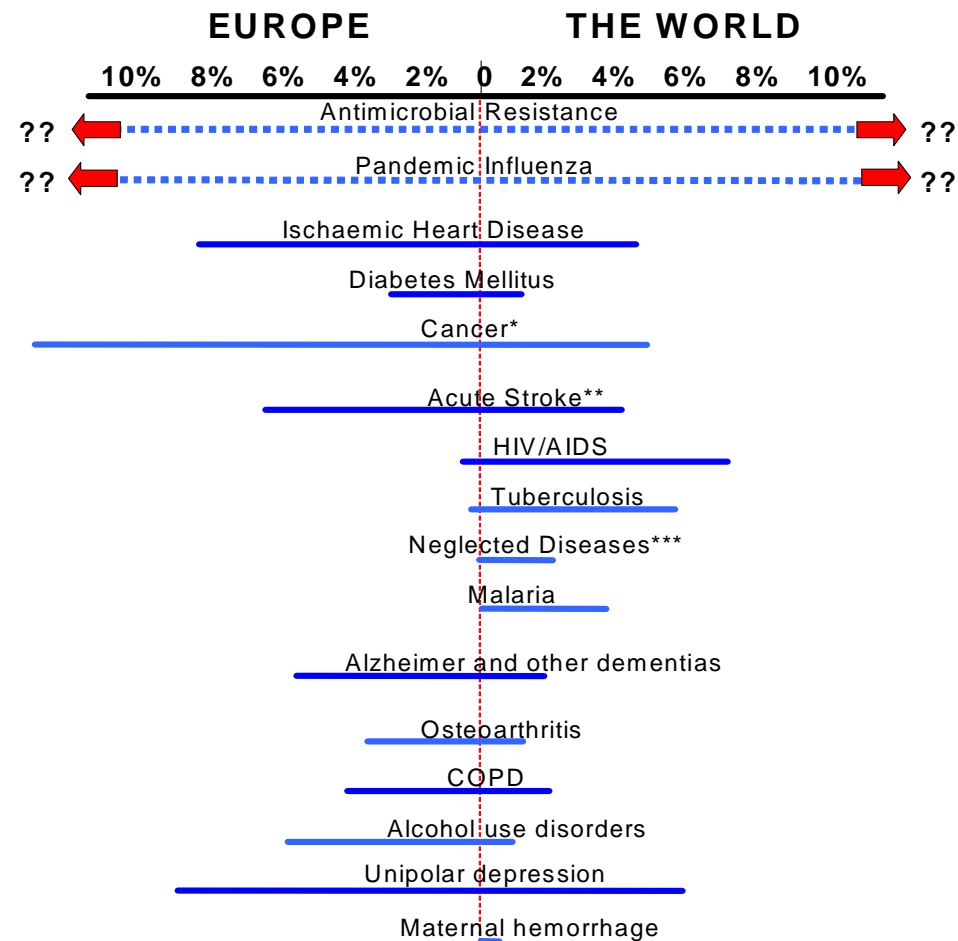 EUROPE THE WORLD
10% 8% 6% 4% 2% 0 2% 4% 6% 8% 10%
Antimicrobial Resistance
?? ??
Pandemic Influenza
?? ??
Ischaemic Heart Disease
Diabetes Mellitus
Cancer*
Acute Stroke**
HIV/AIDS
Tuberculosis
Neglected Diseases***
Malaria
Alzheimer and other dementias
Osteoarthritis
COPD
Alcohol use disorders
Unipolar depression
Maternal hemorrhage